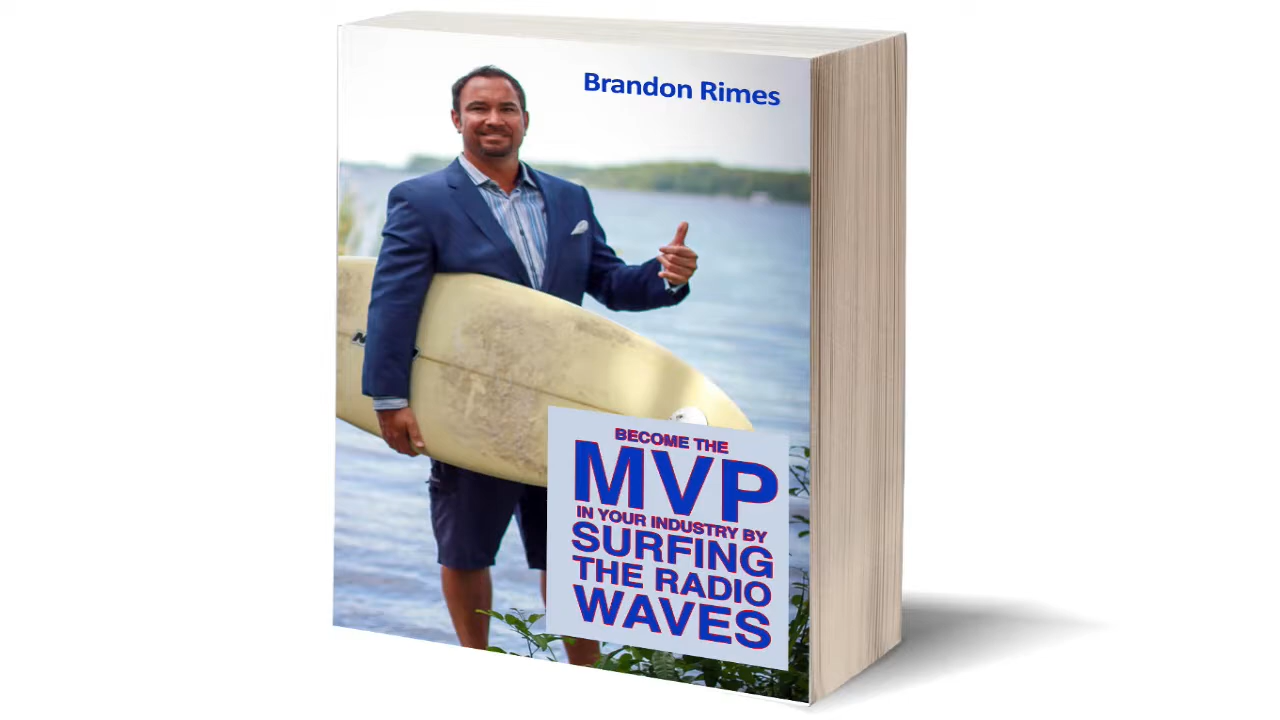 Brandon Rimes
BECOME THE
MVP
IN YOUR INDUSTRY BY
SURFING
THE RADIO
WAVES